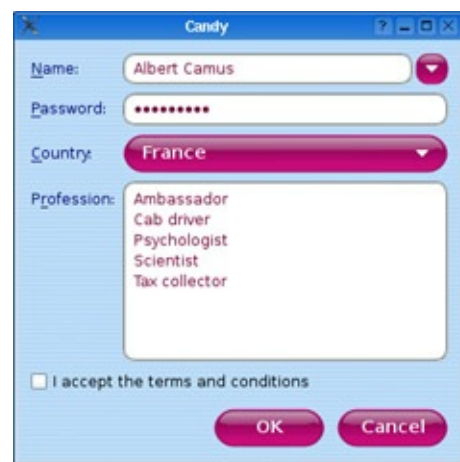 Candy
Name: Albert Camus
Password: •••••••••
Country: France
Profession: Ambassador
Cab driver
Psychologist
Scientist
Tax collector
I accept the terms and conditions
OK Cancel